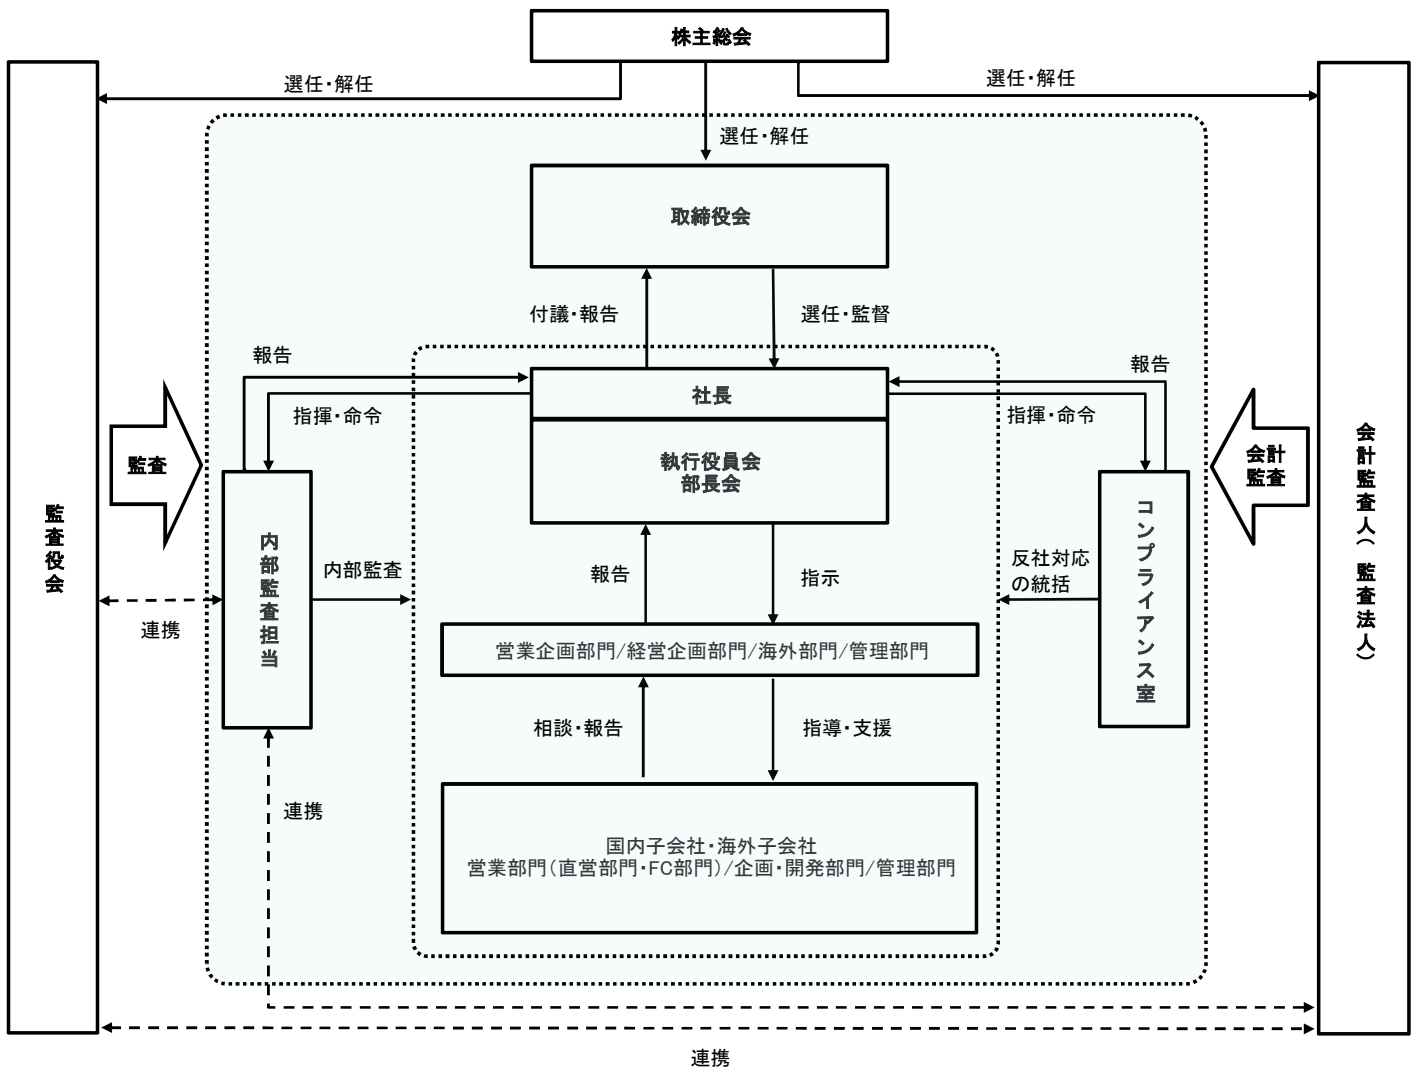 株主総会
選任・解任
選任・解任
選任・解任
取締役会
付議・報告
選任・監督
報告
報告
社長
指揮・命令
指揮・命令
執行役員会
部長会
監査
会計
監査
監査役会
会計監査人(監査法人)
内部監査担当
コンプライアンス室
内部監査
報告
指示
反社対応
の統括
連携
営業企画部門/経営企画部門/海外部門/管理部門
相談・報告
指導・支援
連携
国内子会社・海外子会社
営業部門(直営部門・FC部門)/企画・開発部門/管理部門
連携